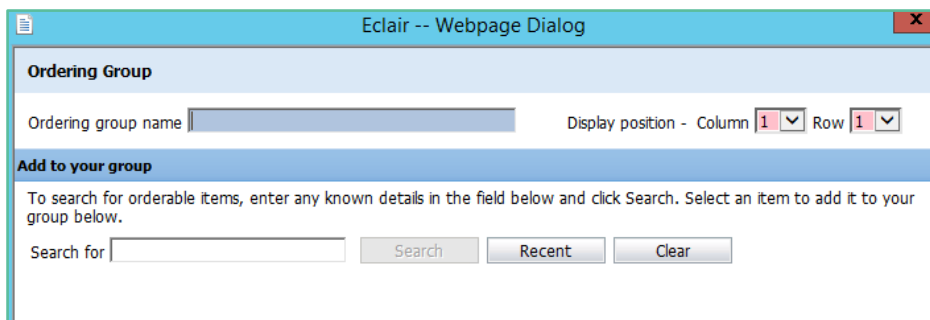 Eclair -- Webpage Dialog
X
Ordering Group
Ordering group name Display position - Column 1 Row 1
Add to your group
To search for orderable items, enter any known details in the field below and click Search. Select an item to add it to your
group below.
Search for Search Recent Clear